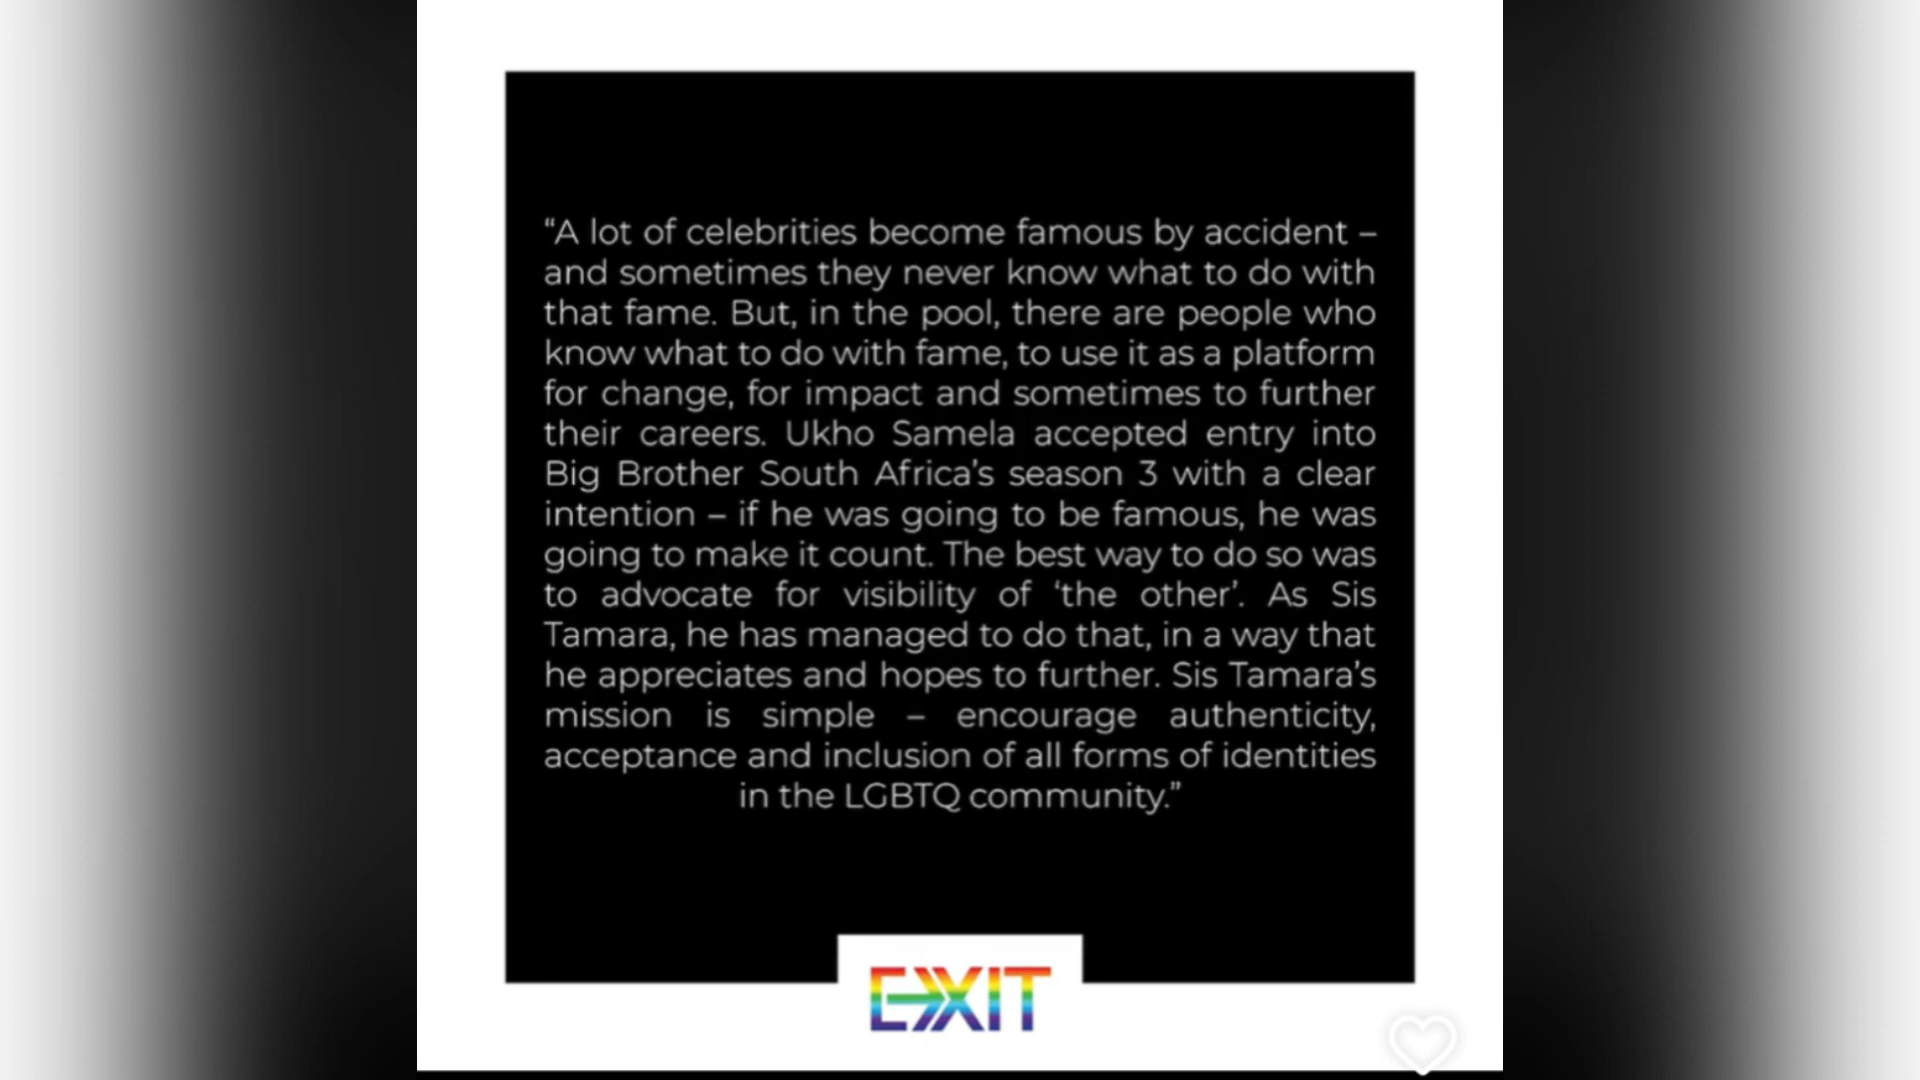 “A lot of celebrities become famous by accident –
and sometimes they never know what to do with
that fame. But, in the pool, there are people who
know what to do with fame, to use it as a platform
for change, for impact and sometimes to further
their careers. Ukho Samela accepted entry into
Big Brother South Africa’s season 3 with a clear
intention – if he was going to be famous, he was
going to make it count. The best way to do so was
to advocate for visibility of ‘the other’. As Sis
Tamara, he has managed to do that, in a way that
he appreciates and hopes to further. Sis Tamara’s
mission is simple – encourage authenticity,
acceptance and inclusion of all forms of identities
in the LGBTQ community.”
EXIT